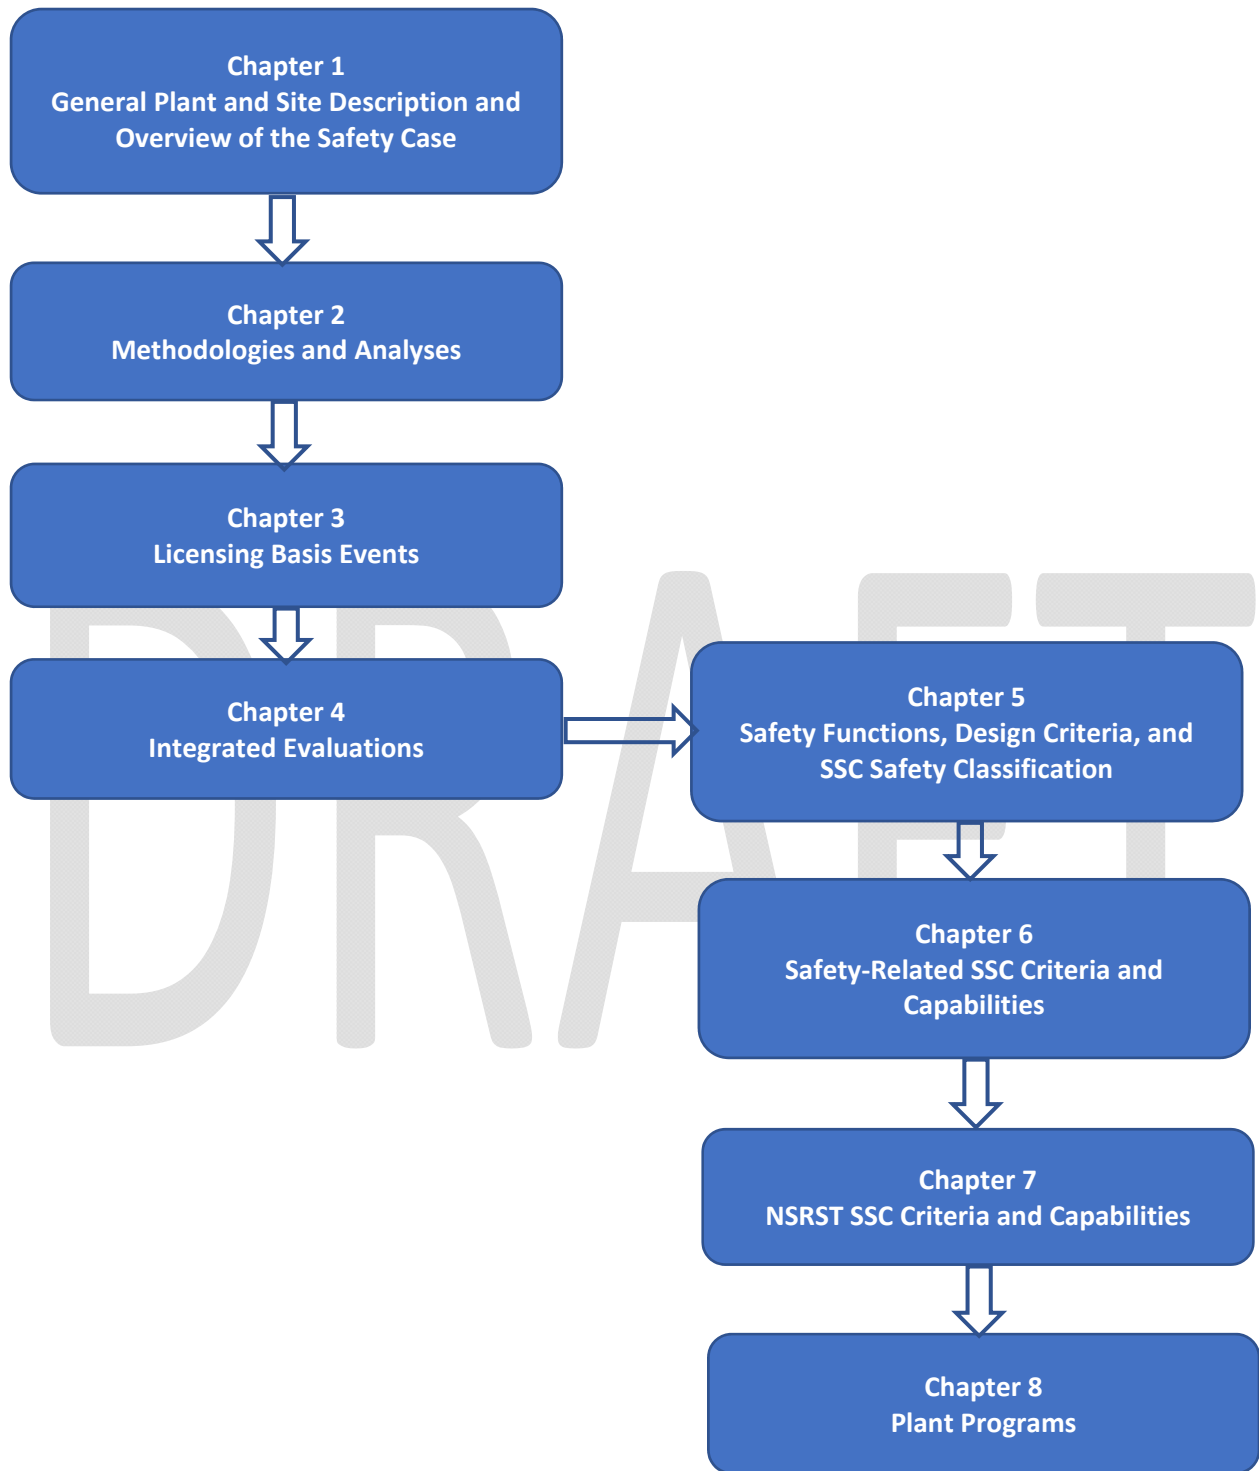 Chapter 1
General Plant and Site Description and
Overview of the Safety Case
Chapter 2
Methodologies and Analyses
Chapter 3
Licensing Basis Events
Chapter 4
Integrated Evaluations
Chapter 5
Safety Functions, Design Criteria, and
SSC Safety Classification
Chapter 6
Safety-Related SSC Criteria and
Capabilities
Chapter 7
NSRST SSC Criteria and Capabilities
Chapter 8
Plant Programs
DRAFT